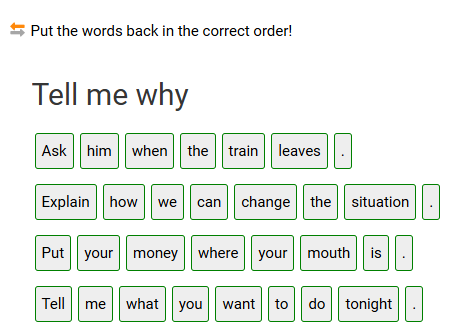 Put the words back in the correct order!
Tell me why
Ask him when the train leaves .
Explain how we can change the situation .
Put your money where your mouth is .
Tell me what you want to do tonight .